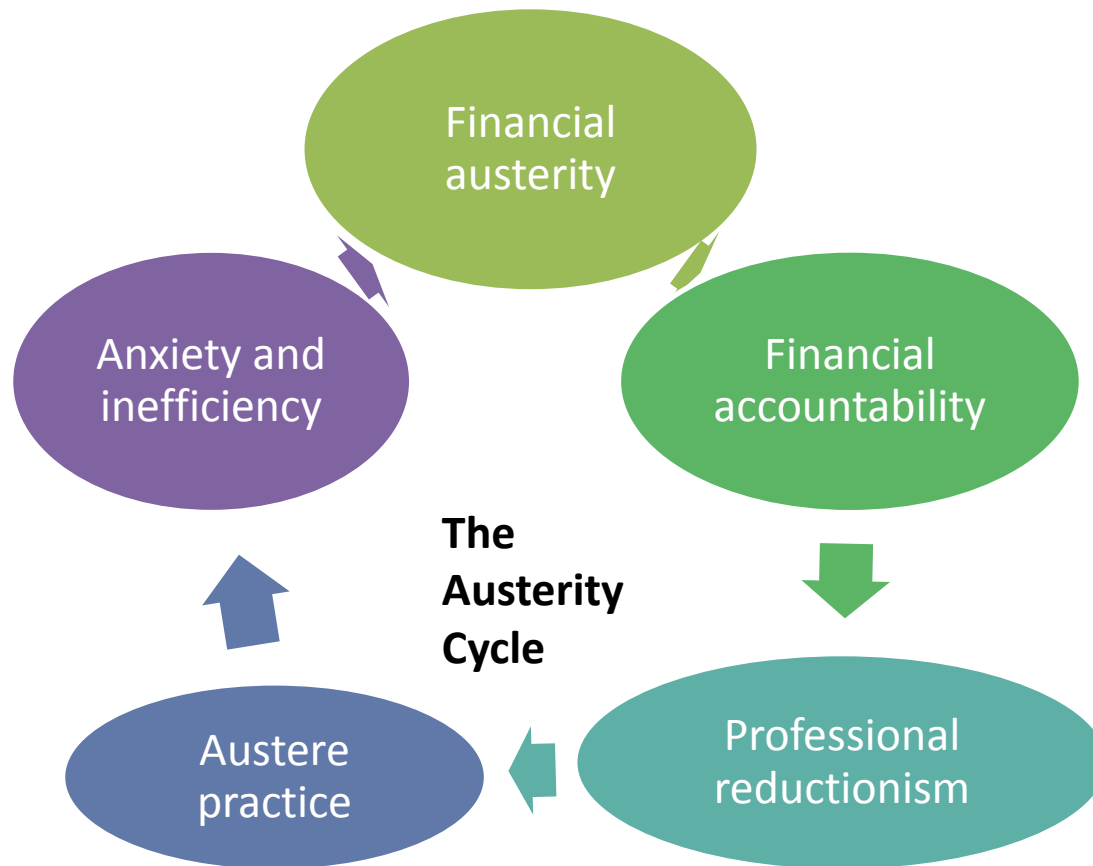 Financial
austerity
Financial
accountability
Professional
reductionism
Austere
practice
Anxiety and
inefficiency
The
Austerity
Cycle